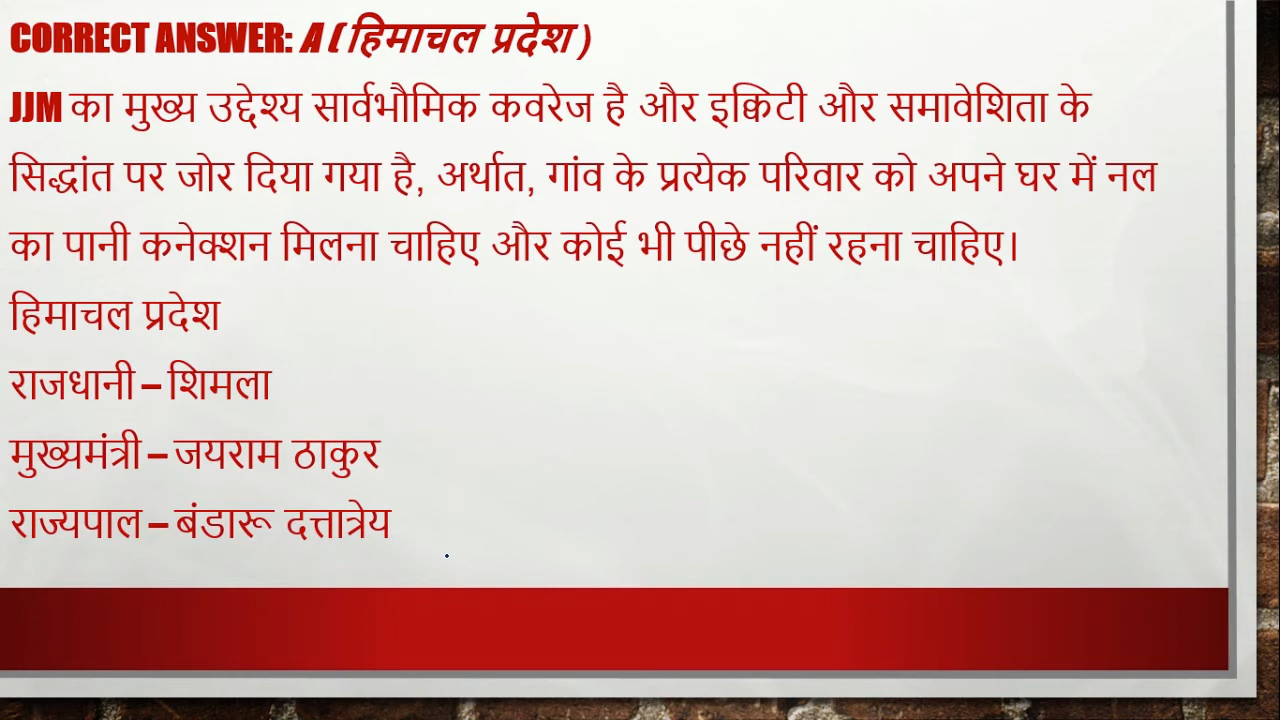 CORRECT ANSWER: A ( हिमाचल प्रदेश )
JJM का मुख्य उद्देश्य सार्वभौमिक कवरेज है और इक्विटी और समावेशिता के
सिद्धांत पर जोर दिया गया है, अर्थात, गांव के प्रत्येक परिवार को अपने घर में नल
का पानी कनेक्शन मिलना चाहिए और कोई भी पीछे नहीं रहना चाहिए।
हिमाचल प्रदेश
राजधानी – शिमला
मुख्यमंत्री – जयराम ठाकुर
राज्यपाल – बंडारू दत्तात्रेय